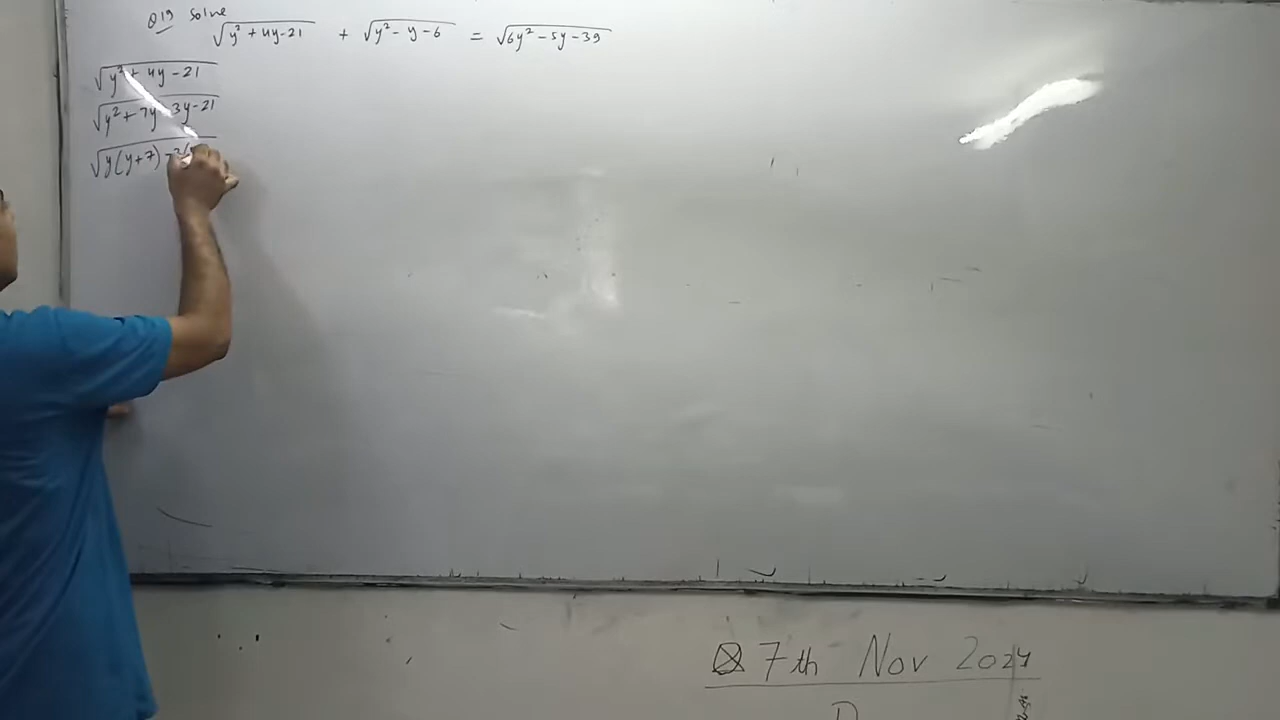 Q19 solve
√y² + 4y - 21 + √y² - y - 6 = √6y² - 5y - 39
√y² + 4y - 21
√y² + 7y - 3y - 21
√y(y+7) - 3(
7th Nov 2024